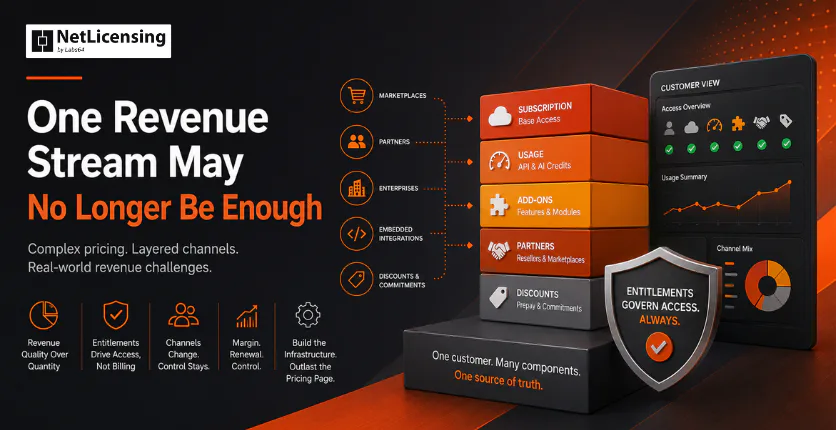 NetLicensing
by Labs64
One Revenue
Stream May
No Longer Be Enough
Complex pricing. Layered channels.
Real-world revenue challenges.
Revenue
Quality Over
Quantity
Entitlements
Drive Access,
Not Billing
Channels
Change.
Control Stays.
Margin.
Renewal.
Control.
Build the
Infrastructure.
Outlast the
Pricing Page.
MARKETPLACES
PARTNERS
ENTERPRISES
EMBEDDED
INTEGRATIONS
DISCOUNTS &
COMMITMENTS
SUBSCRIPTION
Base Access
USAGE
API & AI Credits
ADD-ONS
Features & Modules
PARTNERS
Resellers & Marketplaces
DISCOUNTS
Prepay & Commitments
One customer. Many components.
One source of truth.
CUSTOMER VIEW
Access Overview
Usage Summary
Channel Mix
ENTITLEMENTS
GOVERN ACCESS.
ALWAYS.